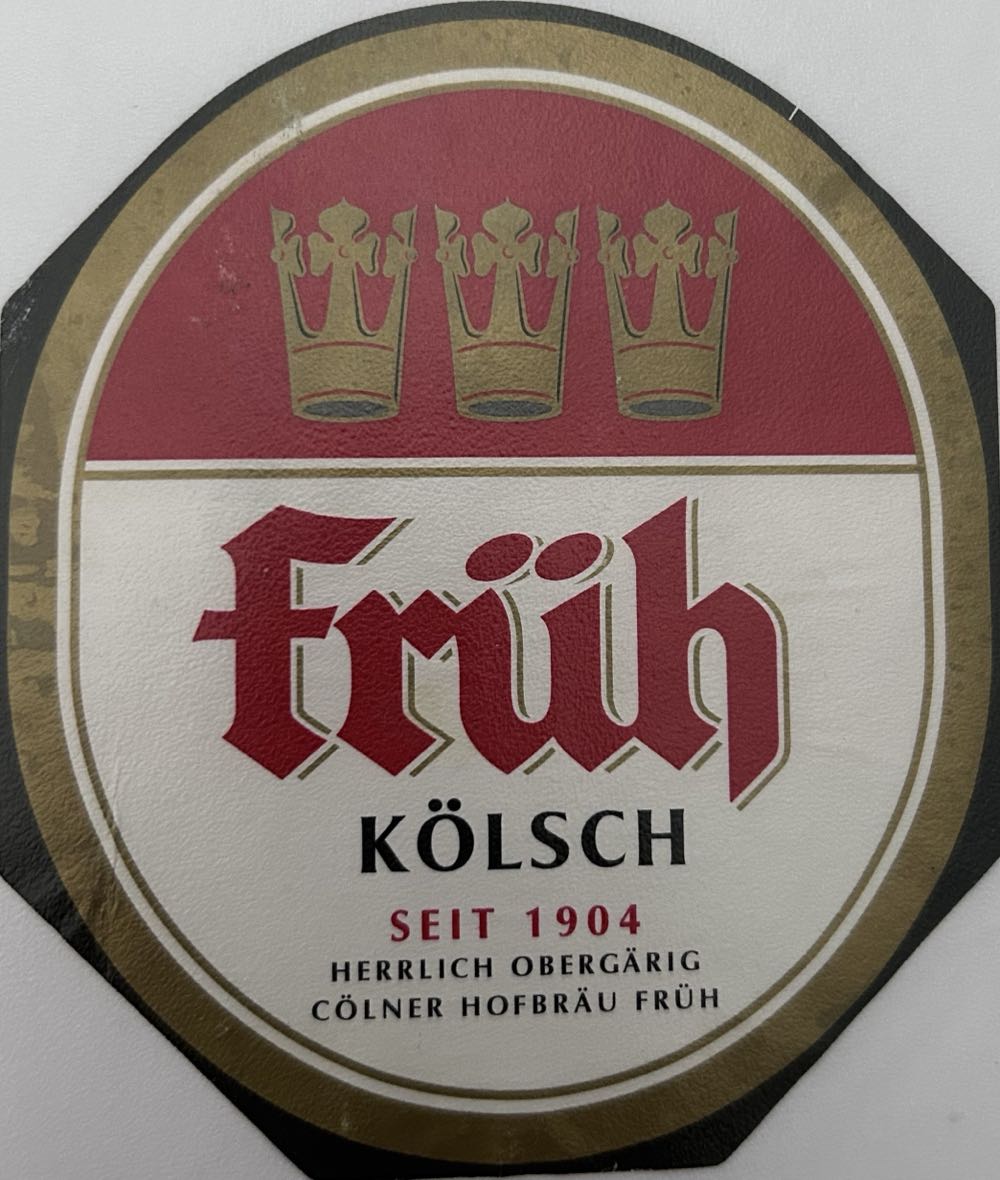 Früh
KÖLSCH
SEIT 1904
HERRLICH OBERGÄRIG
CÖLNER HOFBRÄU FRÜH